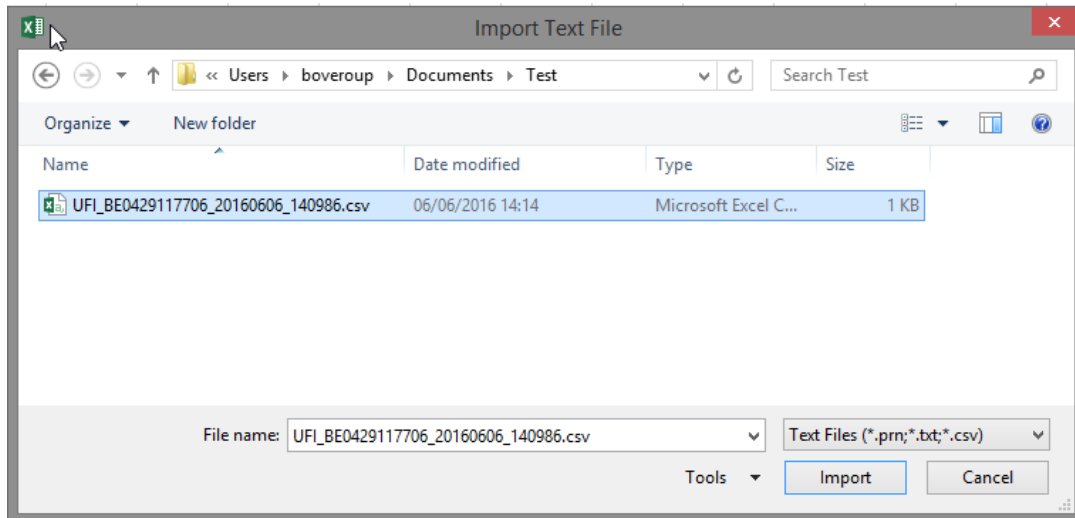 Import Text File
« Users Documents boveroup Test Search Test
Organize New folder
Name Date modified Type Size
UFI_BE0429117706_20160606_140986.csv 06/06/2016 14:14 Microsoft Excel C... 1 KB
File name: UFI_BE0429117706_20160606_140986.csv Text Files (*.prn;*.txt;*.csv)
Tools Import Cancel